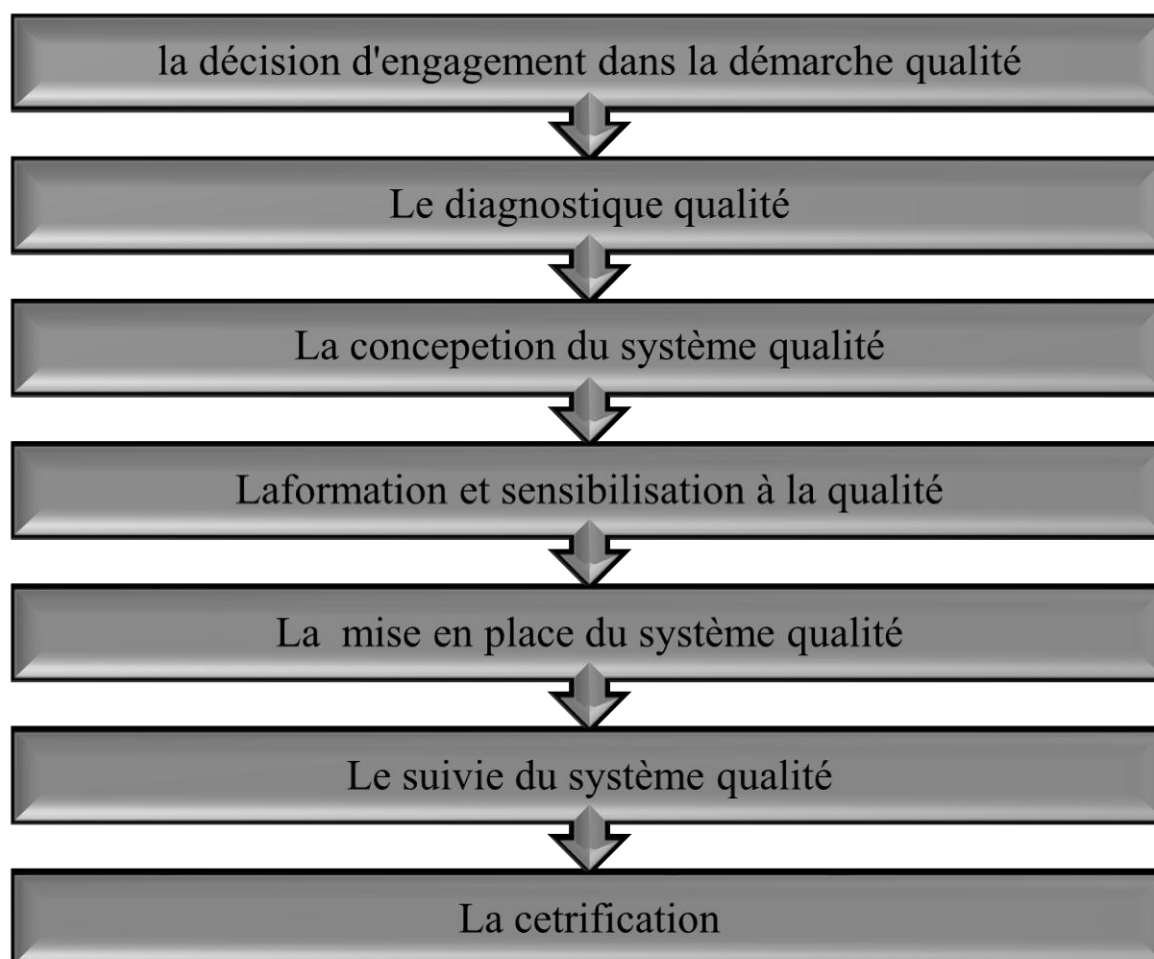 la décision d'engagement dans la démarche qualité
Le diagnostique qualité
La concepetion du système qualité
Laformation et sensibilisation à la qualité
La  mise en place du système qualité
Le suivie du système qualité
La cetrification